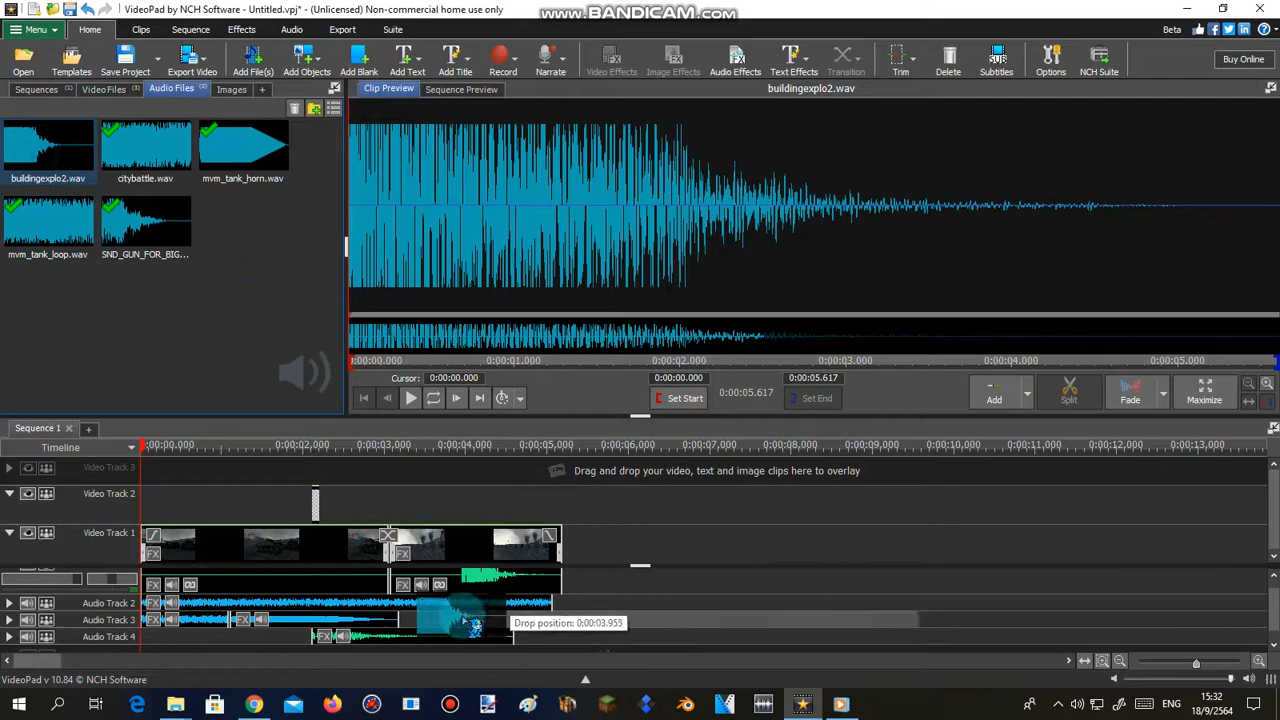 VideoPad by NCH Software - Untitled.vpj* - (Unlicensed) Non-commercial home use only
www.BANDICAM.com
Menu Home Clips Sequence Effects Audio Export Suite Beta
Open Templates Save Project Export Video Add File(s) Add Objects Add Blank Add Text Add Title Record Narrate Video Effects Image Effects Audio Effects Text Effects Transition Trim Delete Subtitles Options NCH Suite Buy Online
SUB
Sequences (1) Video Files (2) Audio Files Images + Clip Preview Sequence Preview buildingexplo2.wav
buildingexplo2.wav citybattle.wav mvm_tank_horn.wav
mvm_tank_loop.wav SND_GUN_FOR_BIG...
0:00:00.000 0:00:01.000 0:00:02.000 0:00:03.000 0:00:04.000 0:00:05.000
Cursor: 0:00:00.000 0:00:00.000 0:00:05.617
Set Start 0:00:05.617 Set End
Add Split Fade Maximize
Sequence 1
Timeline 0:00:00,000 0:00:02,000 0:00:03,000 0:00:04,000 0:00:05,000 0:00:06,000 0:00:07,000 0:00:08,000 0:00:09,000 0:00:10,000 0:00:11,000 0:00:12,000 0:00:13,000
Video Track 3 Drag and drop your video, text and image clips here to overlay
Video Track 2
Video Track 1
FX FX
FX FX
Audio Track 2 FX
Audio Track 3 FX FX Drop position: 0:00:03.955
Audio Track 4 FX
VideoPad v 10.84 © NCH Software
ENG 15:32
18/9/2564